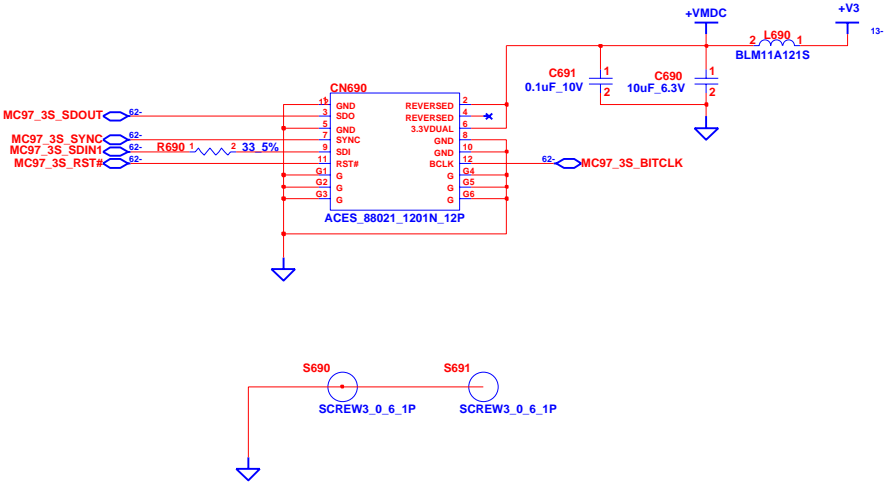 +VMDC
+V3
L690
2
1
13-
BLM11A121S
C691
1
0.1uF_10V
2
C690
1
10uF_6.3V
2
CN690
GND
REVERSED
2
MC97_3S_SDOUT
62-
3
SDO
REVERSED
4
5
GND
3.3VDUAL
6
MC97_3S_SYNC
62-
7
SYNC
GND
8
MC97_3S_SDIN1
62-
R690
1
2
33_5%
9
SDI
GND
10
MC97_3S_RST#
62-
11
RST#
BCLK
12
62-
MC97_3S_BITCLK
G1
G
G
G4
G2
G
G
G5
G3
G
G
G6
ACES_88021_1201N_12P
S690
S691
SCREW3_0_6_1P
SCREW3_0_6_1P